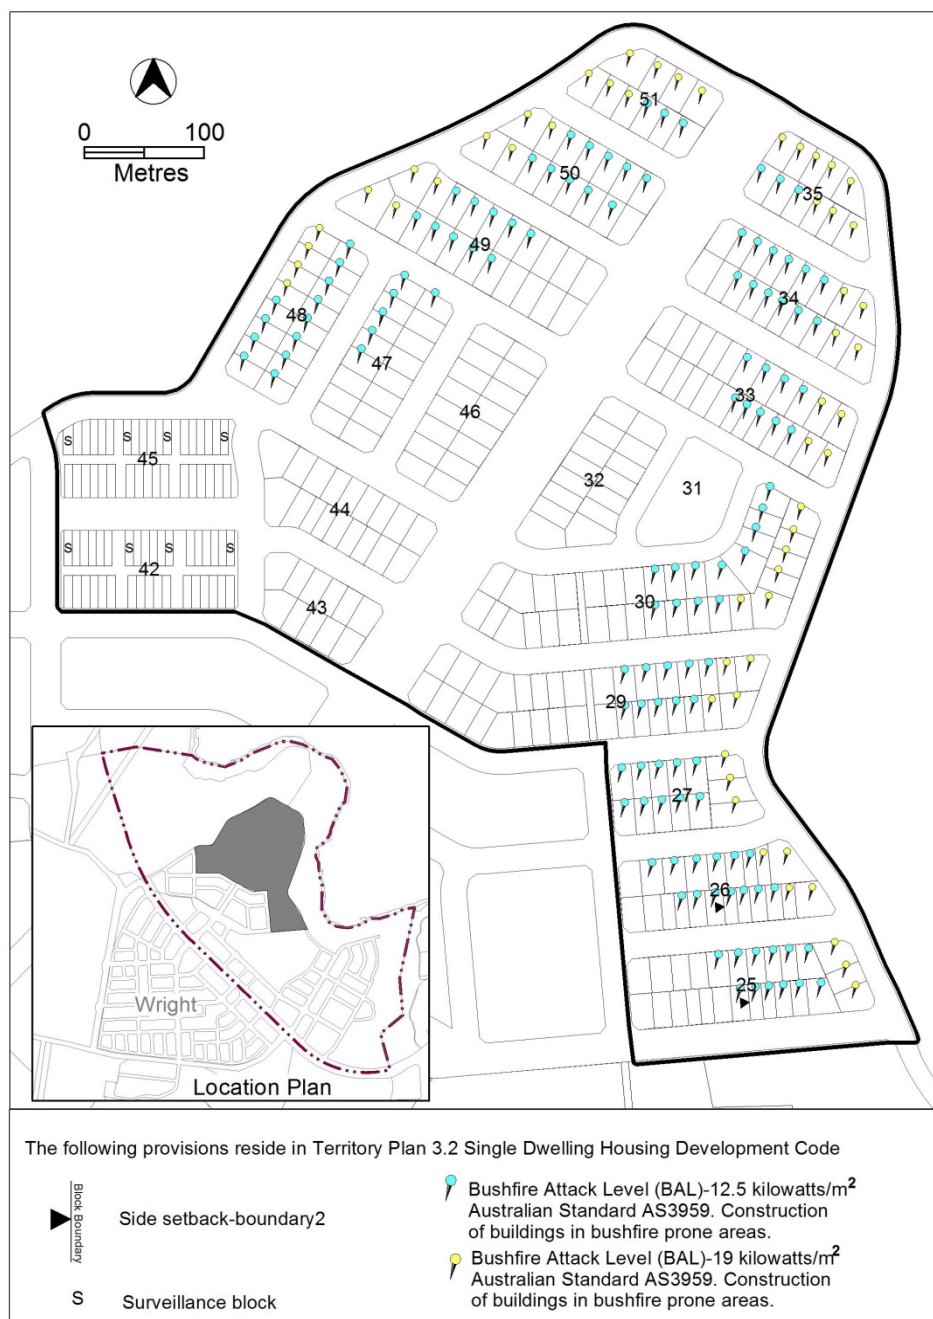 0 100
Metres
51
50
35
49
34
48
47
33
46
45
S S S S
32
31
44
42
S S S S
43
30
29
27
26
25
Wright
Location Plan
The following provisions reside in Territory Plan 3.2 Single Dwelling Housing Development Code
Block Boundary
Side setback-boundary2
S Surveillance block
Bushfire Attack Level (BAL)-12.5 kilowatts/m²
Australian Standard AS3959. Construction
of buildings in bushfire prone areas.
Bushfire Attack Level (BAL)-19 kilowatts/m²
Australian Standard AS3959. Construction
of buildings in bushfire prone areas.